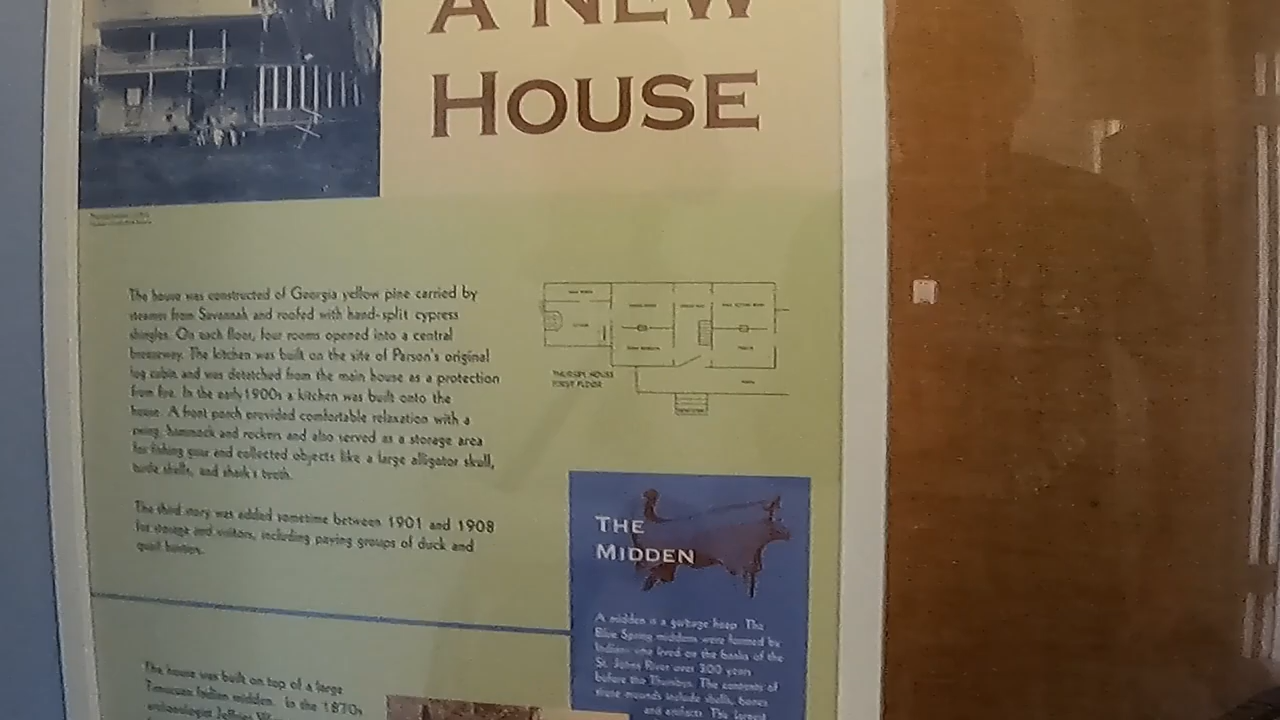 A NEW
HOUSE
The house was constructed of Georgia yellow pine carried by
steamer from Savannah and roofed with hand-split cypress
shingles. On each floor, four rooms opened into a central
breezeway. The kitchen was built on the site of Parson's original
log cabin and was detatched from the main house as a protection
from fire. In the early 1900s a kitchen was built onto the
house. A front porch provided comfortable relaxation with a
swing, hammock and rockers and also served as a storage area
for fishing gear and collected objects like a large alligator skull,
turtle shells, and shark's teeth.
The third story was added sometime between 1901 and 1908
for storage and visitors, including paying groups of duck and
quail hunters.
THURSBY HOUSE
FIRST FLOOR
THE
MIDDEN
A midden is a garbage heap. The
Blue Spring middens were formed by
Indians who lived on the banks of the
St. Johns River over 300 years
before the Thursbys. The contents of
these mounds include shells, bones
and artifacts. The largest
The house was built on top of a large
Timucuan Indian midden. In the 1870s
archaeologist Jeffries